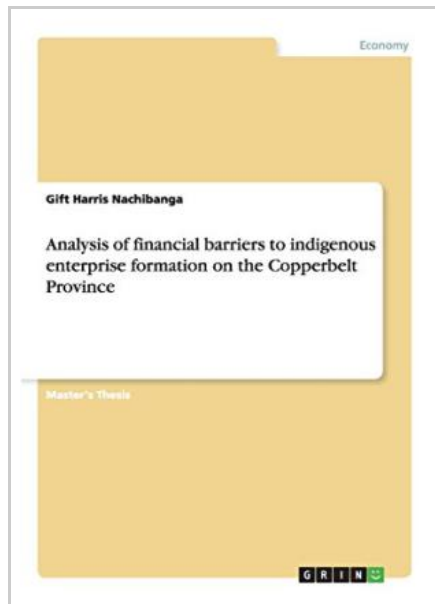 Economy
Gift Harris Nachibanga
Analysis of financial barriers to indigenous
enterprise formation on the Copperbelt
Province
Master's Thesis
GRIN